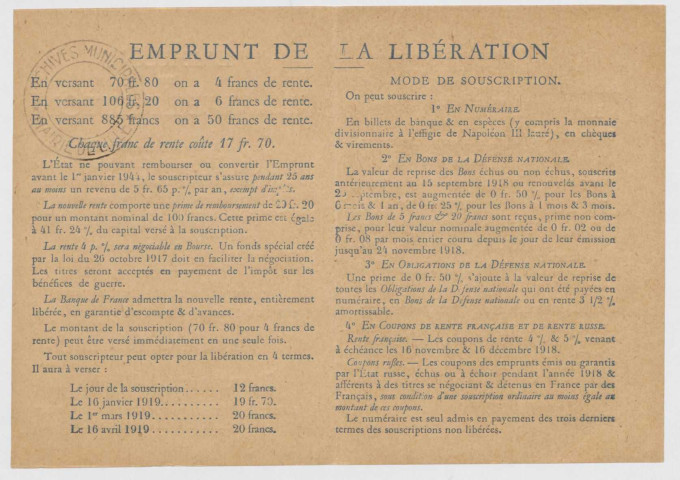 EMPRUNT DE LA LIBÉRATION
En versant 70 fr. 80 on a 4 francs de rente.
En versant 106 fr. 20 on a 6 francs de rente.
En versant 885 francs on a 50 francs de rente.
Chaque franc de rente coûte 17 fr. 70.
L'État ne pouvant rembourser ou convertir l'Emprunt
avant le 1er janvier 1944, le souscripteur s'assure pendant 25 ans
au moins un revenu de 5 fr. 65 p. %, par an, exempt d'impôts.
La nouvelle rente comporte une prime de remboursement de 29 fr. 20
pour un montant nominal de 100 francs. Cette prime est égale
à 41 fr. 24 % du capital versé à la souscription.
La rente 4 p. % sera négociable en Bourse. Un fonds spécial créé
par la loi du 26 octobre 1917 doit en faciliter la négociation.
Les titres seront acceptés en payement de l'impôt sur les
bénéfices de guerre.
La Banque de France admettra la nouvelle rente, entièrement
libérée, en garantie d'escompte & d'avances.
Le montant de la souscription (70 fr. 80 pour 4 francs de
rente) peut être versé immédiatement en une seule fois.
Tout souscripteur peut opter pour la libération en 4 termes.
Il aura à verser :
Le jour de la souscription...... 12 francs.
Le 16 janvier 1919......... 19 fr. 70.
Le 1er mars 1919.......... 20 francs.
Le 16 avril 1919.......... 20 francs.
MODE DE SOUSCRIPTION.
On peut souscrire :
1° EN NUMÉRAIRE.
En billets de banque & en espèces (y compris la monnaie
divisionnaire à l'effigie de Napoléon III lauré), en chèques
& virements.
2° EN BONS DE LA DÉFENSE NATIONALE.
La valeur de reprise des Bons échus ou non échus, souscrits
antérieurement au 15 septembre 1918 ou renouvelés avant le
septembre, est augmentée de 0 fr. 50 % pour les Bons à
6 mois & 1 an, de 0 fr. 25 % pour les Bons à 1 mois & 3 mois.
Les Bons de 5 francs & 20 francs sont reçus, prime non com-
prise, pour leur valeur nominale augmentée de 0 fr. 02 ou de
0 fr. 08 par mois entier couru depuis le jour de leur émission
jusqu'au 24 novembre 1918.
3° EN OBLIGATIONS DE LA DÉFENSE NATIONALE.
Une prime de 0 fr. 50 % s'ajoute à la valeur de reprise de
toutes les Obligations de la Défense nationale qui ont été payées en
numéraire, en Bons de la Défense nationale ou en rente 3 1/2 %
amortissable.
4° EN COUPONS DE RENTE FRANÇAISE ET DE RENTE RUSSE.
Rente française. — Les coupons de rente 4 % & 5 % venant
à échéance les 16 novembre & 16 décembre 1918.
Coupons russes. — Les coupons des emprunts émis ou garantis
par l'État russe, échus ou à échoir pendant l'année 1918 &
afférents à des titres se négociant & détenus en France par des
Français, sous condition d'une souscription ordinaire au moins égale au
montant de ces coupons.
Le numéraire est seul admis en payement des trois derniers
termes des souscriptions non libérées.